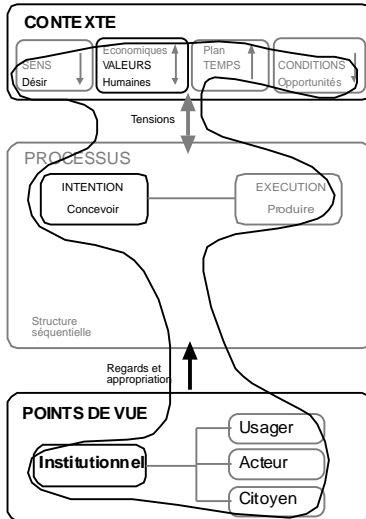 CONTEXTE
SENS
Désir
Economiques
VALEURS
Humaines
Plan
TEMPS
CONDITIONS
Opportunités
Tensions
PROCESSUS
INTENTION
Concevoir
EXECUTION
Produire
Structure
séquentielle
Regards et
appropriation
POINTS DE VUE
Institutionnel
Usager
Acteur
Citoyen